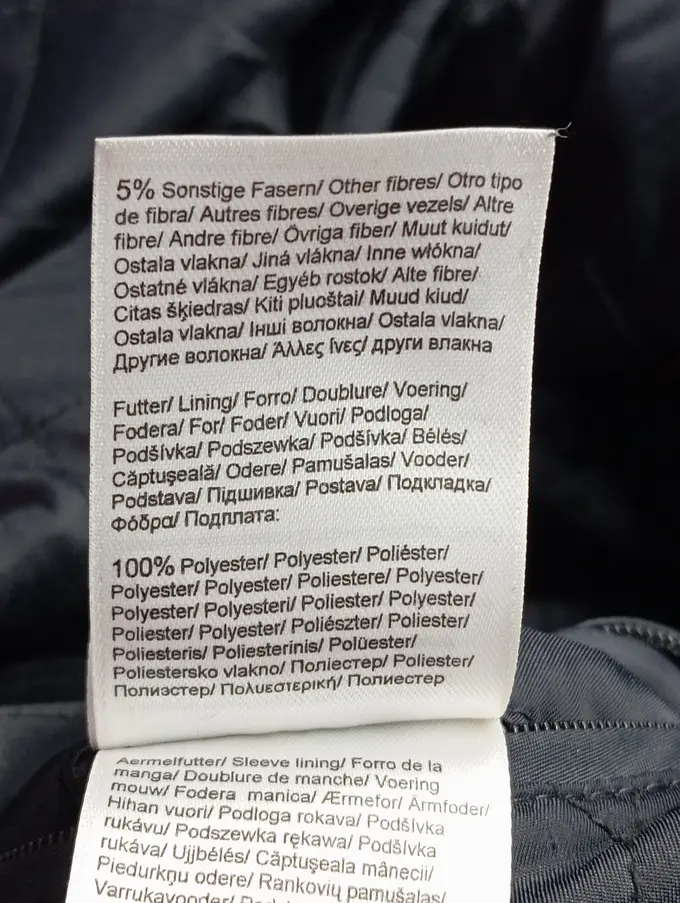 5% Sonstige Fasern/ Other fibres/ Otro tipo
de fibra/ Autres fibres/ Overige vezels/ Altre
fibre/ Andre fibre/ Övriga fiber/ Muut kuidut/
Ostala vlakna/ Jiná vlákna/ Inne włókna/
Ostatné vlákna/ Egyéb rostok/ Alte fibre/
Citas šķiedras/ Kiti pluoštai/ Muud kiud/
Ostala vlakna/ Інші волокна/ Ostala vlakna/
Другие волокна/ Άλλες ίνες/ други влакна
Futter/ Lining/ Forro/ Doublure/ Voering/
Fodera/ For/ Foder/ Vuori/ Podloga/
Podšívka/ Podszewka/ Podšívka/ Bélés/
Căptuşeală/ Odere/ Pamušalas/ Vooder/
Podstava/ Підшивка/ Postava/ Подкладка/
Φόδρα/ Подплата:
100% Polyester/ Polyester/ Poliéster/
Polyester/ Polyester/ Poliestere/ Polyester/
Polyester/ Polyesteri/ Poliester/ Polyester/
Poliester/ Polyester/ Poliészter/ Poliester/
Poliesteris/ Poliesterinis/ Polüester/
Poliestersko vlakno/ Поліестер/ Poliester/
Полиэстер/ Πολυεστερική/ Полиестер
Aermelfutter/ Sleeve lining/ Forro de la
manga/ Doublure de manche/ Voering
mouw/ Fodera manica/ Ærmefor/ Ärmfoder/
Hihan vuori/ Podloga rokava/ Podšívka
rukávu/ Podszewka rękawa/ Podšívka
rukáva/ Ujjbélés/ Căptuşeala mânecii/
Piedurkņu odere/ Rankovių pamušalas/
Varrukavooder/